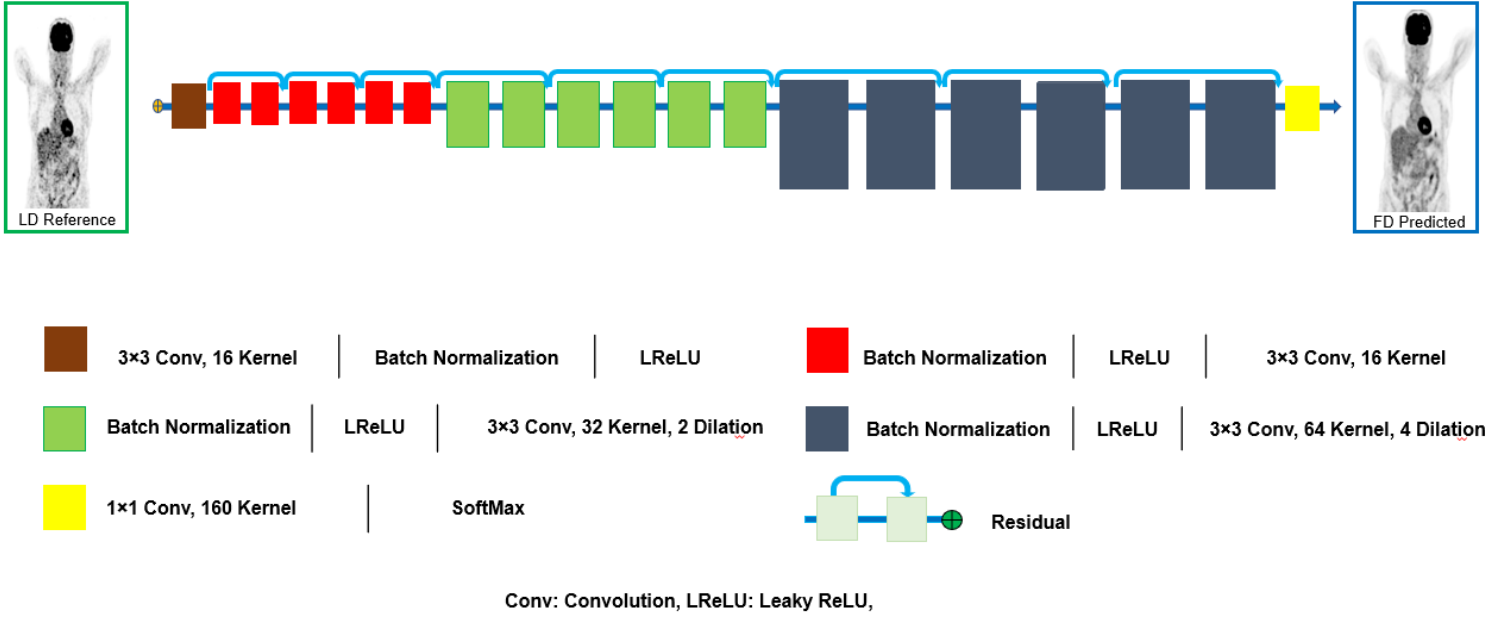 LD Reference
FD Predicted
3×3 Conv, 16 Kernel | Batch Normalization | LReLU
Batch Normalization | LReLU | 3×3 Conv, 16 Kernel
Batch Normalization | LReLU | 3×3 Conv, 32 Kernel, 2 Dilation
Batch Normalization | LReLU | 3×3 Conv, 64 Kernel, 4 Dilation
1×1 Conv, 160 Kernel | SoftMax
Residual
Conv: Convolution, LReLU: Leaky ReLU,